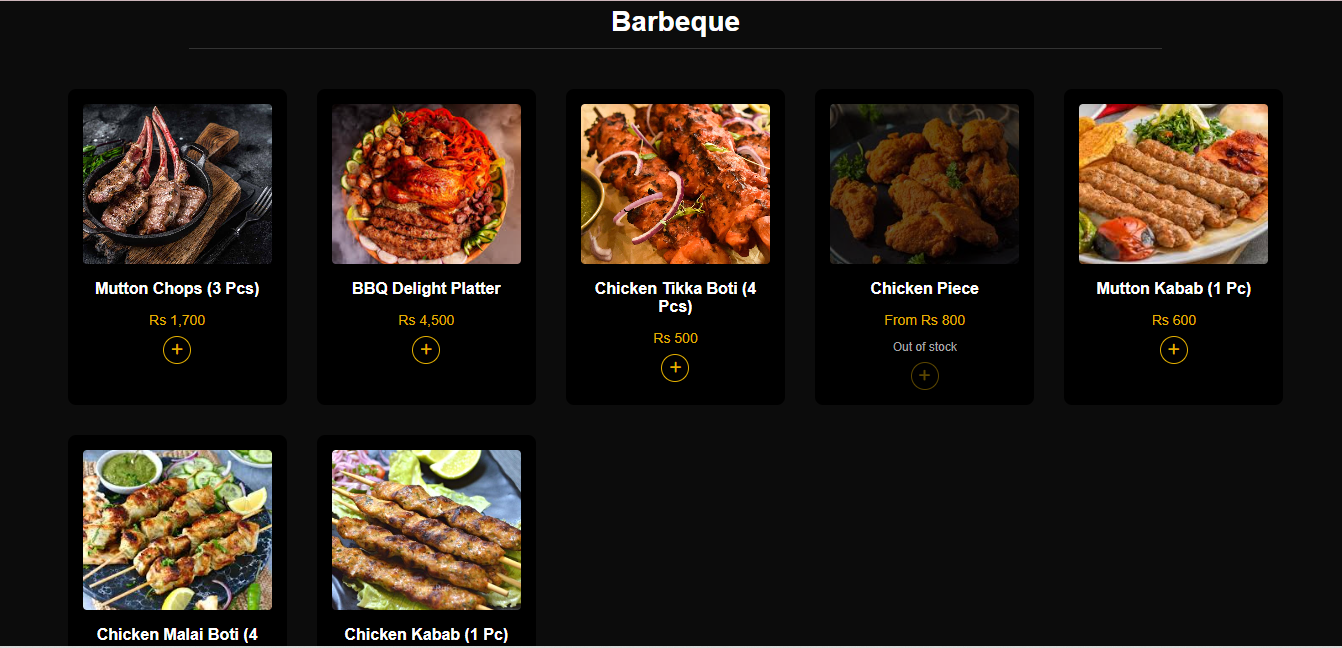 Barbeque
Mutton Chops (3 Pcs)
Rs 1,700
+
BBQ Delight Platter
Rs 4,500
+
Chicken Tikka Boti (4
Pcs)
Rs 500
+
Chicken Piece
From Rs 800
Out of stock
+
Mutton Kabab (1 Pc)
Rs 600
+
Chicken Malai Boti (4
Chicken Kabab (1 Pc)